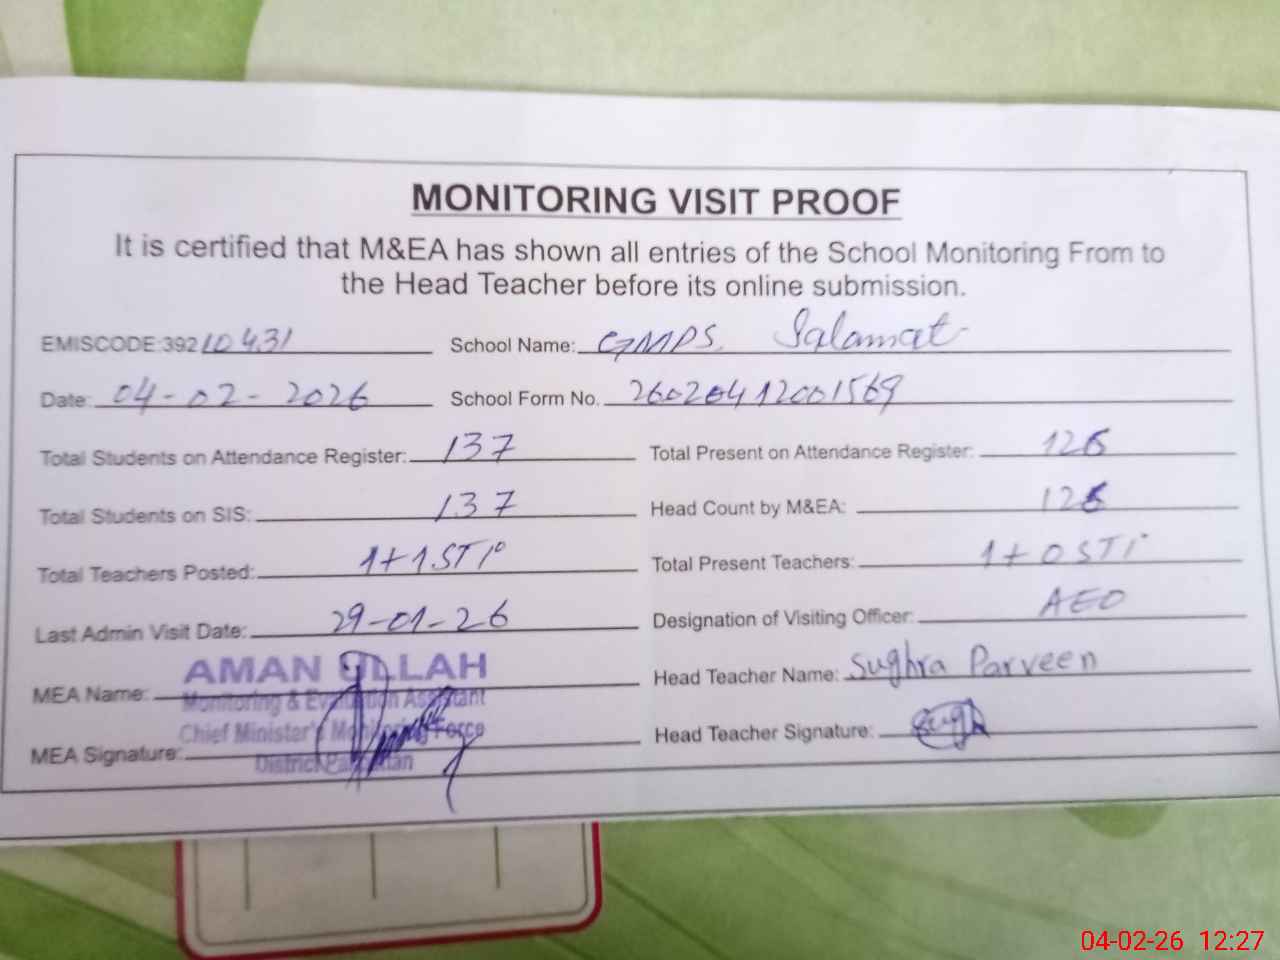 MONITORING VISIT PROOF
It is certified that M&EA has shown all entries of the School Monitoring From to
the Head Teacher before its online submission.
EMISCODE:39210431 School Name: GMPS. Salamat
Date: 04-02-2026 School Form No. 26020412001569
Total Students on Attendance Register: 137 Total Present on Attendance Register: 126
Total Students on SIS: 137 Head Count by M&EA: 126
Total Teachers Posted: 1+1STI Total Present Teachers: 1+0STI
Last Admin Visit Date: 29-01-26 Designation of Visiting Officer: AEO
MEA Name: AMAN ULLAH Head Teacher Name: Sughra Parveen
Monitoring & Evaluation Assistant
Chief Minister's Monitoring Force
District Pakpattan
MEA Signature: Head Teacher Signature: Sugh
04-02-26 12:27